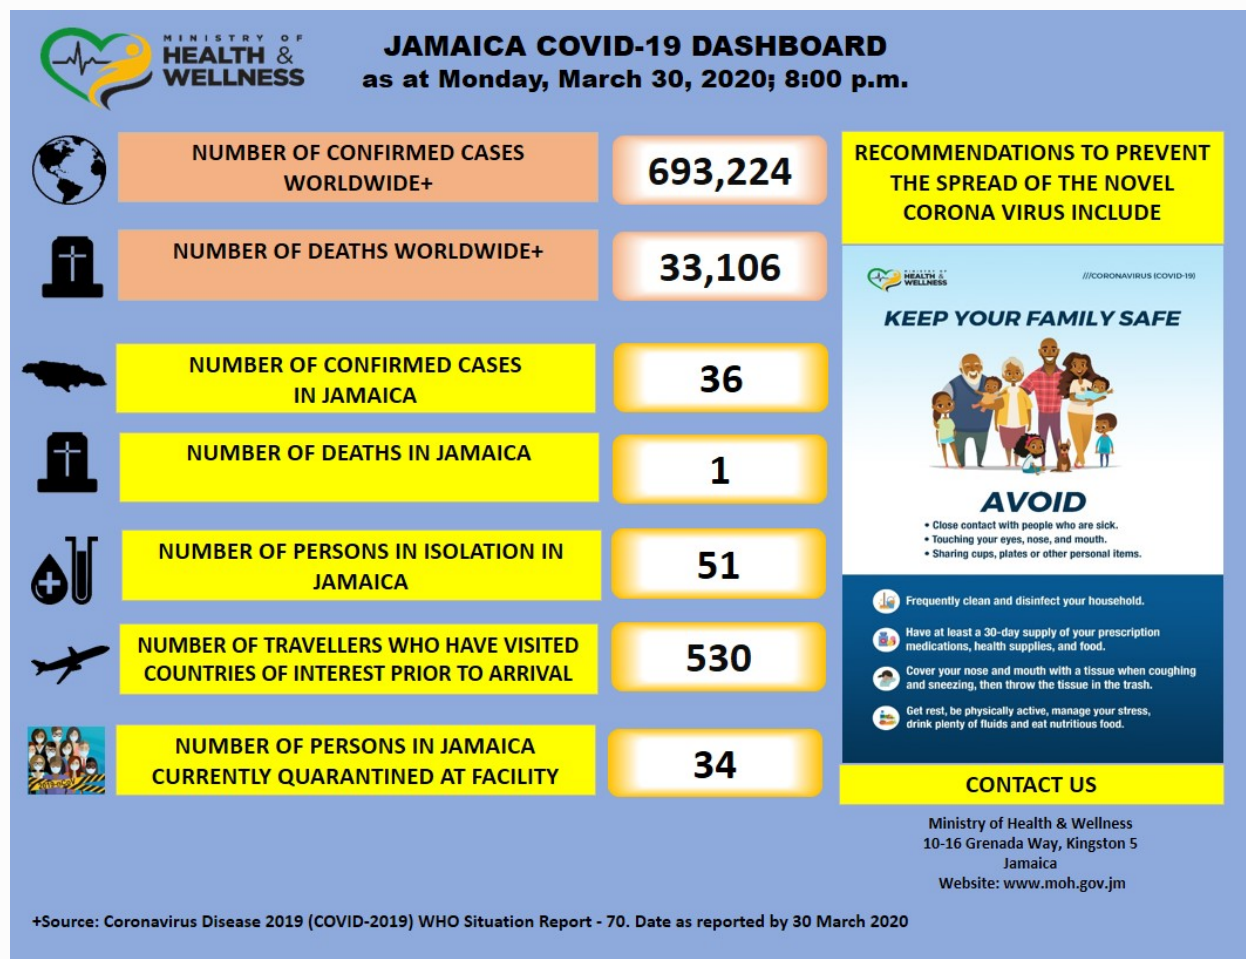 MINISTRY OF
HEALTH &
WELLNESS
JAMAICA COVID-19 DASHBOARD
as at Monday, March 30, 2020; 8:00 p.m.
NUMBER OF CONFIRMED CASES
WORLDWIDE+
693,224
NUMBER OF DEATHS WORLDWIDE+
33,106
NUMBER OF CONFIRMED CASES
IN JAMAICA
36
NUMBER OF DEATHS IN JAMAICA
1
NUMBER OF PERSONS IN ISOLATION IN
JAMAICA
51
NUMBER OF TRAVELLERS WHO HAVE VISITED
COUNTRIES OF INTEREST PRIOR TO ARRIVAL
530
NUMBER OF PERSONS IN JAMAICA
CURRENTLY QUARANTINED AT FACILITY
34
RECOMMENDATIONS TO PREVENT
THE SPREAD OF THE NOVEL
CORONA VIRUS INCLUDE
MINISTRY OF
HEALTH &
WELLNESS
///CORONAVIRUS (COVID-19)
KEEP YOUR FAMILY SAFE
AVOID
• Close contact with people who are sick.
• Touching your eyes, nose, and mouth.
• Sharing cups, plates or other personal items.
Frequently clean and disinfect your household.
Have at least a 30-day supply of your prescription
medications, health supplies, and food.
Cover your nose and mouth with a tissue when coughing
and sneezing, then throw the tissue in the trash.
Get rest, be physically active, manage your stress,
drink plenty of fluids and eat nutritious food.
CONTACT US
Ministry of Health & Wellness
10-16 Grenada Way, Kingston 5
Jamaica
Website: www.moh.gov.jm
+Source: Coronavirus Disease 2019 (COVID-2019) WHO Situation Report - 70. Date as reported by 30 March 2020